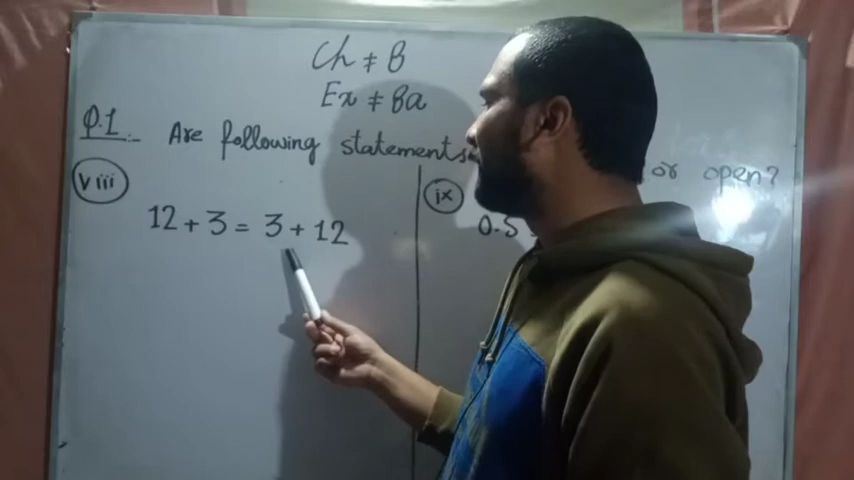 Ch ≠ B
Ex ≠ Ba
Q.1 Are following statements or open?
viii
12 + 3 = 3 + 12
ix
0.5